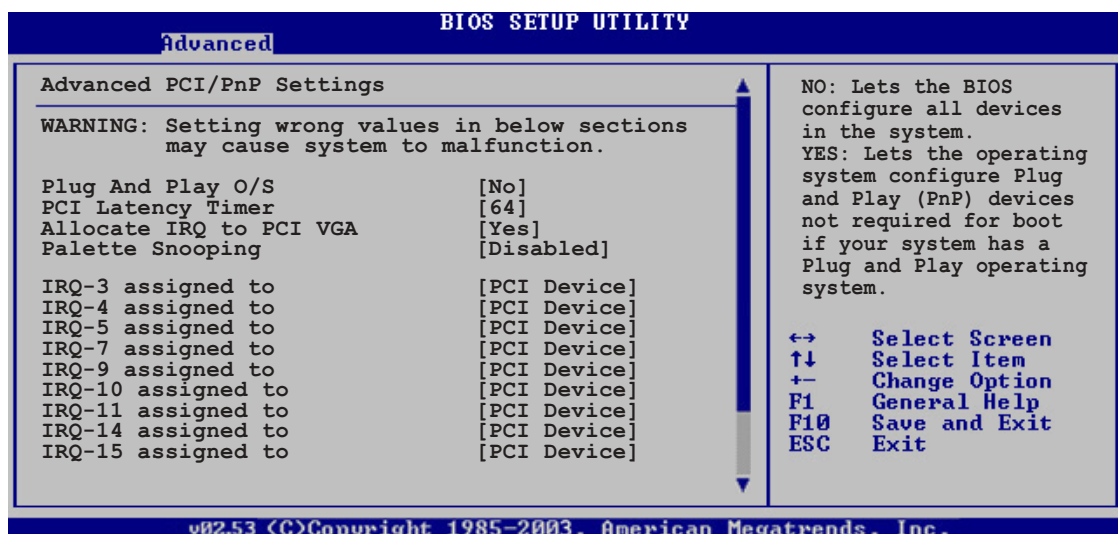 BIOS SETUP UTILITY
Advanced
Advanced PCI/PnP Settings
WARNING: Setting wrong values in below sections
may cause system to malfunction.
Plug And Play O/S [No]
PCI Latency Timer [64]
Allocate IRQ to PCI VGA [Yes]
Palette Snooping [Disabled]
IRQ-3 assigned to [PCI Device]
IRQ-4 assigned to [PCI Device]
IRQ-5 assigned to [PCI Device]
IRQ-7 assigned to [PCI Device]
IRQ-9 assigned to [PCI Device]
IRQ-10 assigned to [PCI Device]
IRQ-11 assigned to [PCI Device]
IRQ-14 assigned to [PCI Device]
IRQ-15 assigned to [PCI Device]
NO: Lets the BIOS
configure all devices
in the system.
YES: Lets the operating
system configure Plug
and Play (PnP) devices
not required for boot
if your system has a
Plug and Play operating
system.
←→ Select Screen
↑↓ Select Item
+- Change Option
F1 General Help
F10 Save and Exit
ESC Exit
v02.53 (C)Copyright 1985-2003, American Megatrends, Inc.